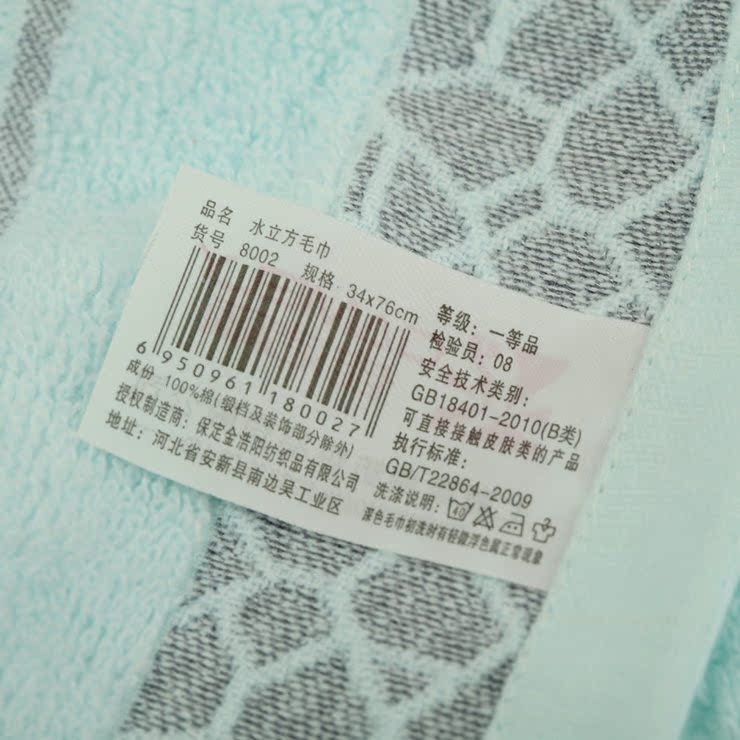 品名 水立方毛巾
货号 8002 规格 34x76cm
6 950961 180027
成份 100%棉(缎档及装饰部分除外)
授权制造商：保定金浩阳纺织品有限公司
地址：河北省安新县南边吴工业区
等级：一等品
检验员：08
安全技术类别：
GB18401-2010(B类)
可直接接触皮肤类的产品
执行标准：
GB/T22864-2009
洗涤说明： 40
深色毛巾初洗时有轻微浮色属正常现象